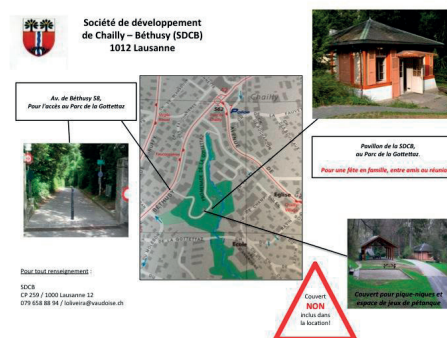 Société de développement
de Chailly – Béthusy (SDCB)
1012 Lausanne
Av. de Béthusy 58,
Pour l'accès au Parc de la Gottettaz
Chailly
Église
Pavillon de la SDCB,
au Parc de la Gottettaz.
Pour une fête en famille, entre amis ou réunion
Pour tout renseignement :
SDCB
CP 259 / 1000 Lausanne 12
079 658 88 94 / loliveira@vaudoise.ch
Couvert
NON
inclus dans
la location!
Couvert pour pique-niques et
espace de jeux de pétanque